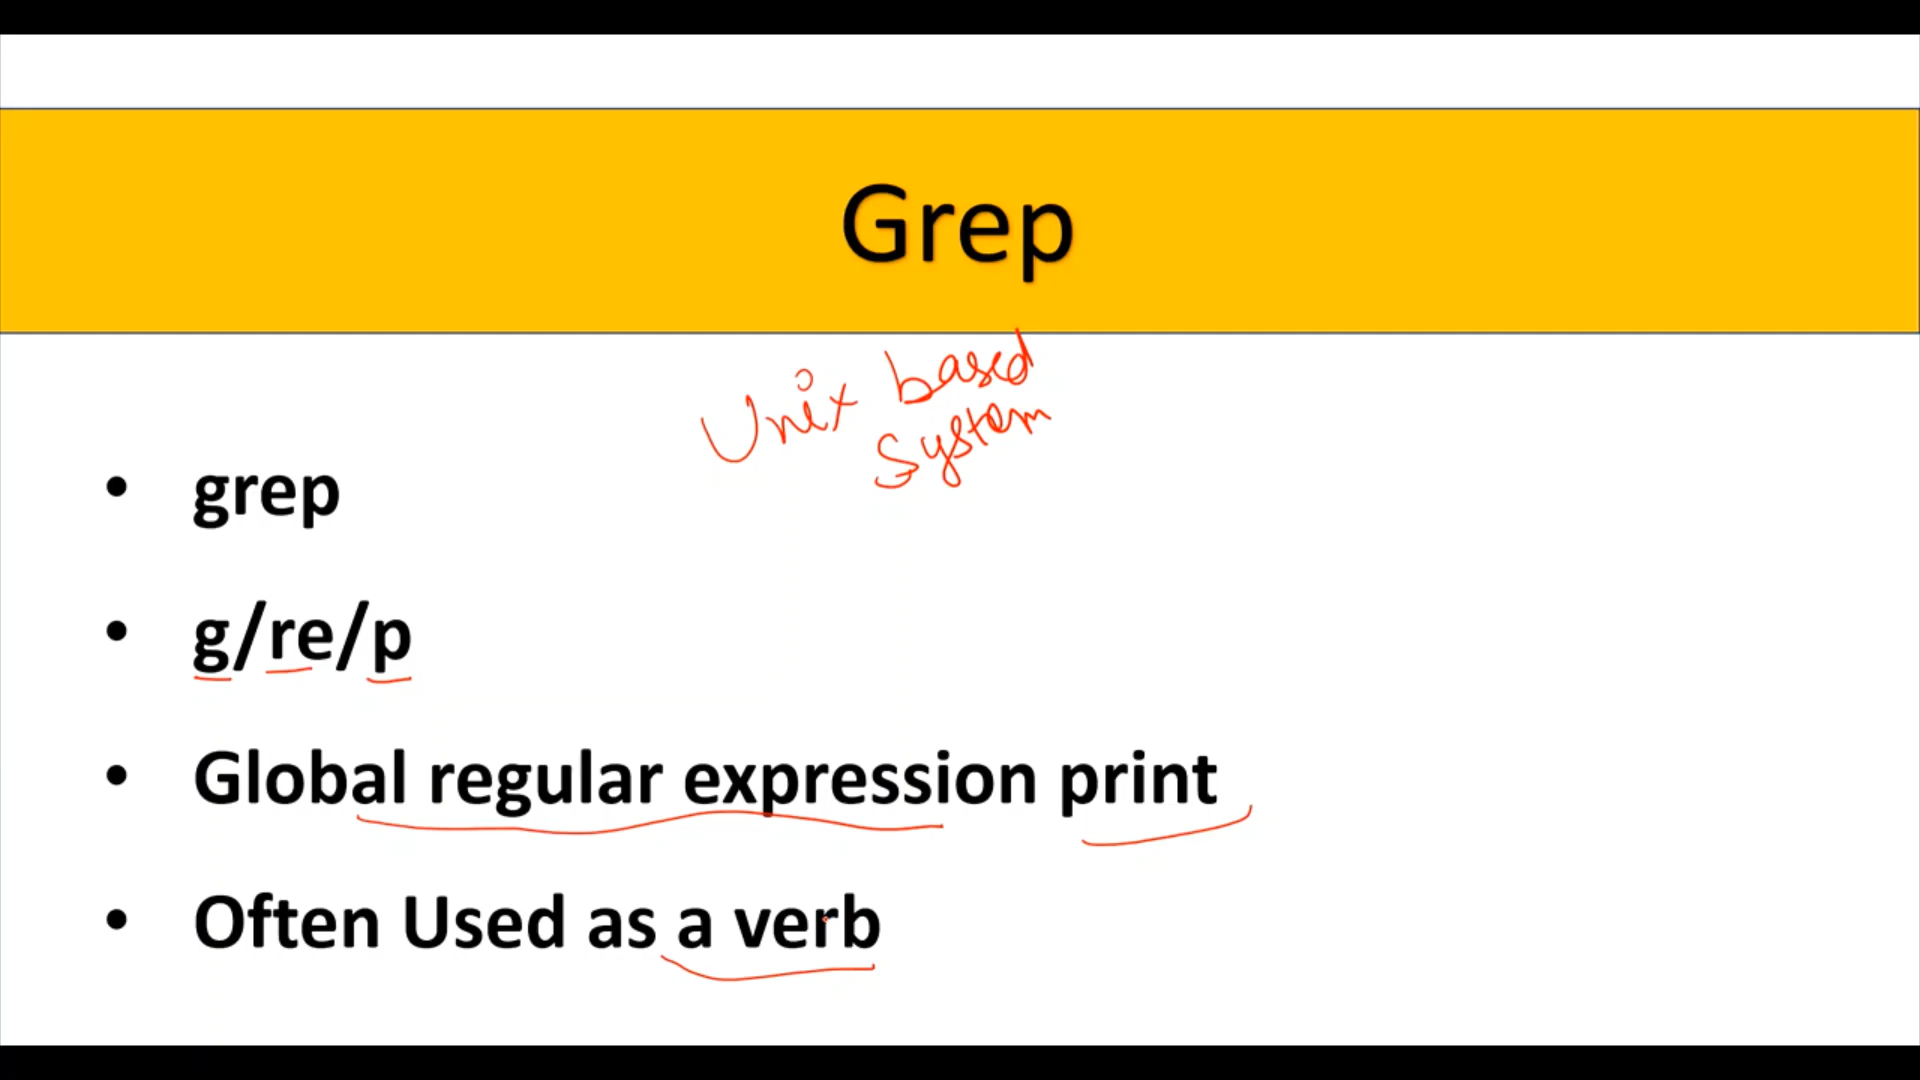 Grep
Unix based
system
• grep
• g/re/p
• Global regular expression print
• Often Used as a verb